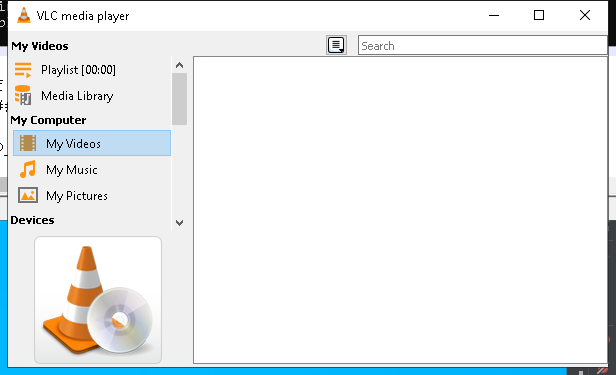 VLC media player
My Videos
Search
Playlist [00:00]
Media Library
My Computer
My Videos
My Music
My Pictures
Devices